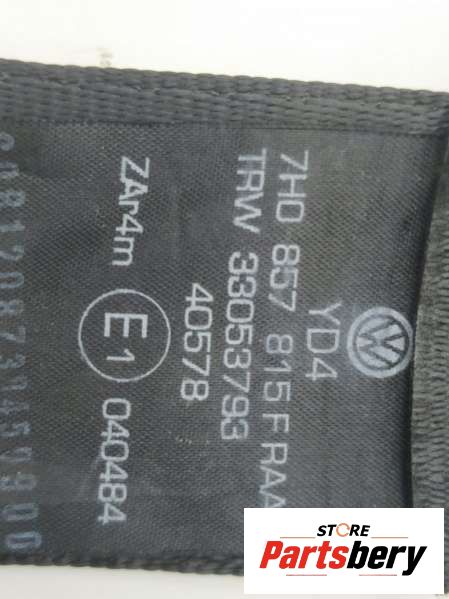 YD4
7H0 857 815 F RAA
TRW 33053793
40578
ZAr4m E1 040484
STORE
Partsbery